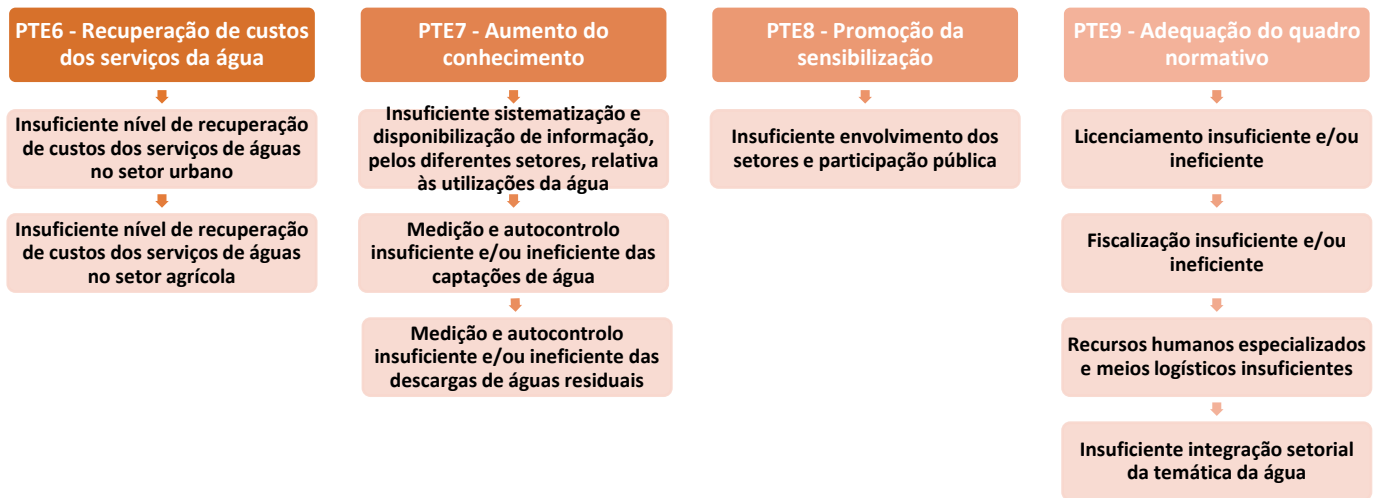 PTE6 - Recuperação de custos
dos serviços da água
Insuficiente nível de recuperação
de custos dos serviços de águas
no setor urbano
Insuficiente nível de recuperação
de custos dos serviços de águas
no setor agrícola
PTE7 - Aumento do
conhecimento
Insuficiente sistematização e
disponibilização de informação,
pelos diferentes setores, relativa
às utilizações da água
Medição e autocontrolo
insuficiente e/ou ineficiente das
captações de água
Medição e autocontrolo
insuficiente e/ou ineficiente das
descargas de águas residuais
PTE8 - Promoção da
sensibilização
Insuficiente envolvimento dos
setores e participação pública
PTE9 - Adequação do quadro
normativo
Licenciamento insuficiente e/ou
ineficiente
Fiscalização insuficiente e/ou
ineficiente
Recursos humanos especializados
e meios logísticos insuficientes
Insuficiente integração setorial
da temática da água